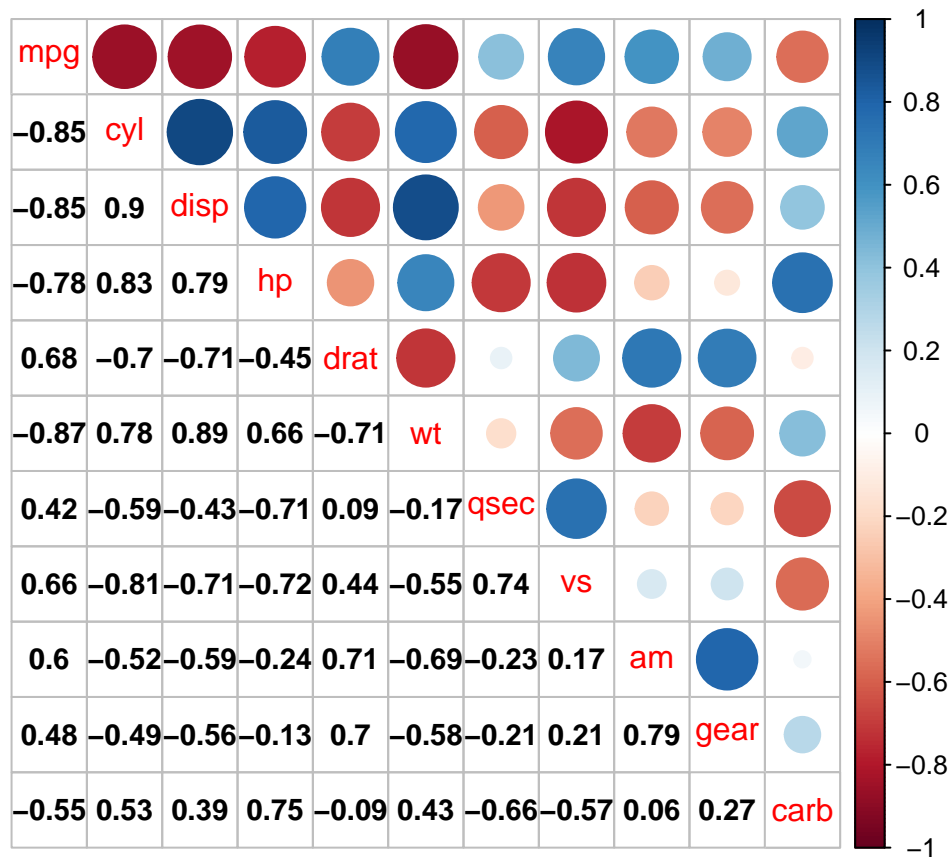 mpg
−0.85 cyl
−0.85 0.9 disp
−0.78 0.83 0.79 hp
0.68 −0.7 −0.71 −0.45 drat
−0.87 0.78 0.89 0.66 −0.71 wt
0.42 −0.59 −0.43 −0.71 0.09 −0.17 qsec
0.66 −0.81 −0.71 −0.72 0.44 −0.55 0.74 vs
0.6 −0.52 −0.59 −0.24 0.71 −0.69 −0.23 0.17 am
0.48 −0.49 −0.56 −0.13 0.7 −0.58 −0.21 0.21 0.79 gear
−0.55 0.53 0.39 0.75 −0.09 0.43 −0.66 −0.57 0.06 0.27 carb
1
0.8
0.6
0.4
0.2
0
−0.2
−0.4
−0.6
−0.8
−1